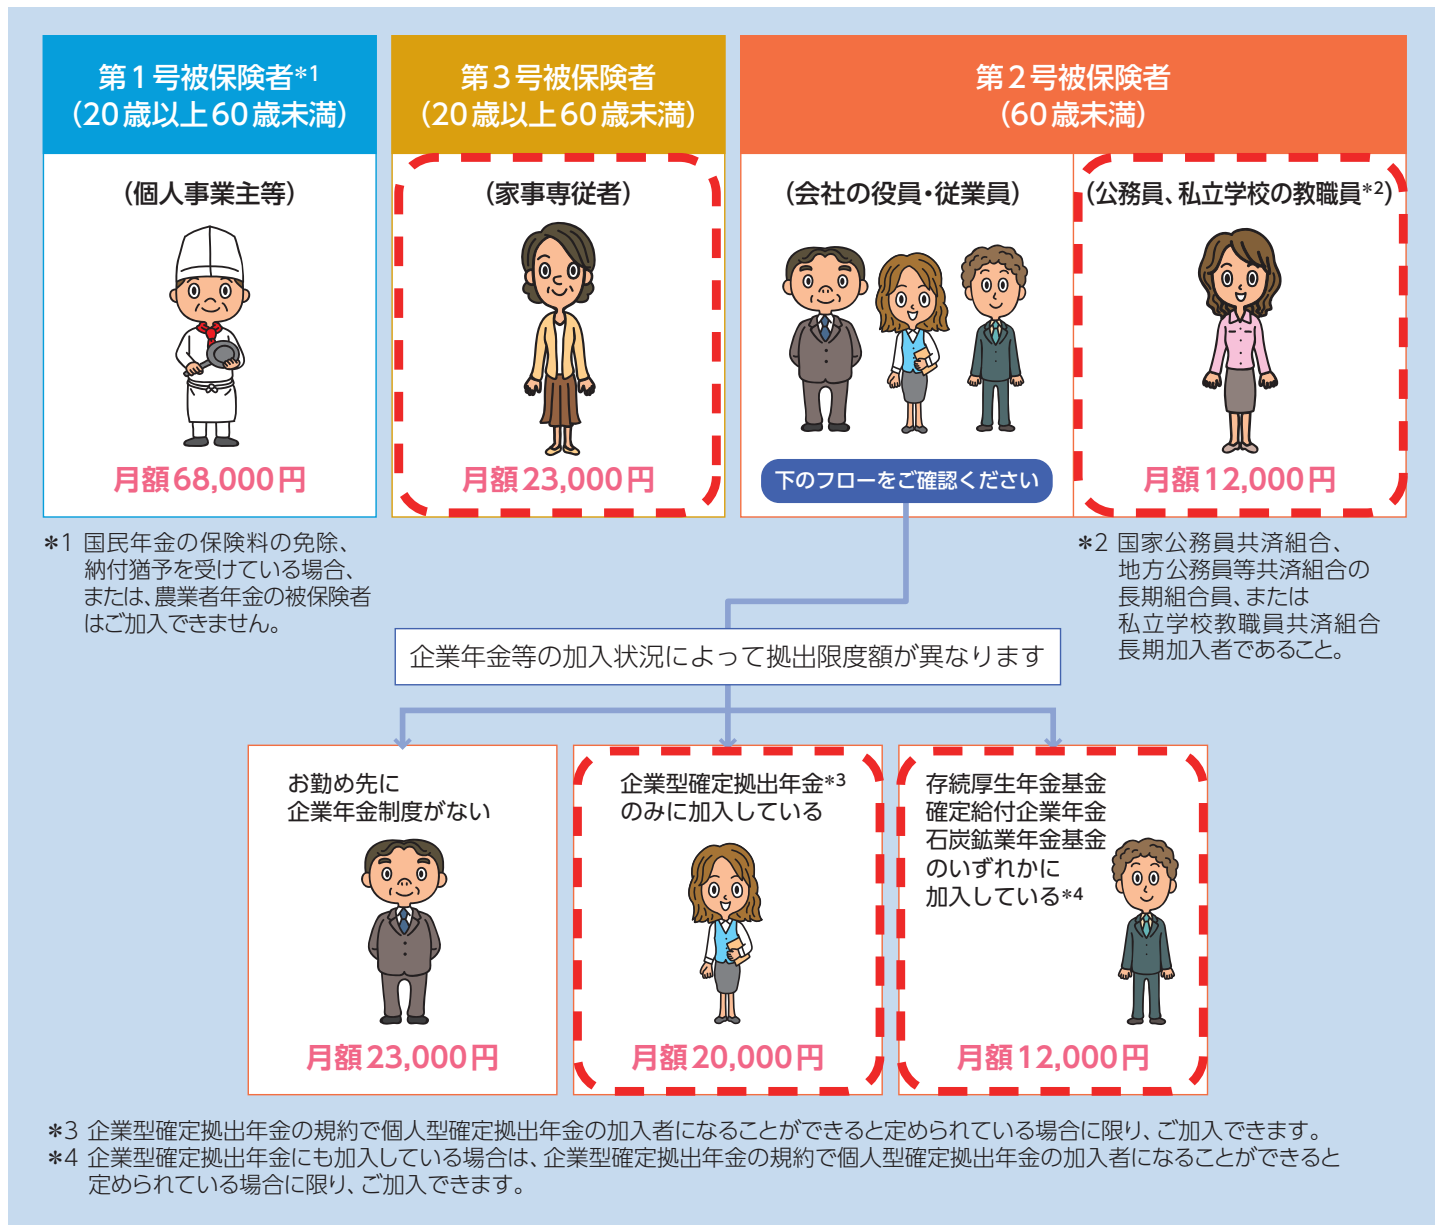 第1号被保険者*1
(20歳以上60歳未満)
第3号被保険者
(20歳以上60歳未満)
第2号被保険者
(60歳未満)
(個人事業主等)
月額68,000円
(家事専従者)
月額23,000円
(会社の役員・従業員)
下のフローをご確認ください
(公務員、私立学校の教職員*2)
月額12,000円
*1 国民年金の保険料の免除、
納付猶予を受けている場合、
または、農業者年金の被保険者
はご加入できません。
*2 国家公務員共済組合、
地方公務員等共済組合の
長期組合員、または
私立学校教職員共済組合
長期加入者であること。
企業年金等の加入状況によって拠出限度額が異なります
お勤め先に
企業年金制度がない
月額23,000円
企業型確定拠出年金*3
のみに加入している
月額20,000円
存続厚生年金基金
確定給付企業年金
石炭鉱業年金基金
のいずれかに
加入している*4
月額12,000円
*3 企業型確定拠出年金の規約で個人型確定拠出年金の加入者になることができると定められている場合に限り、ご加入できます。
*4 企業型確定拠出年金にも加入している場合は、企業型確定拠出年金の規約で個人型確定拠出年金の加入者になることができると
定められている場合に限り、ご加入できます。